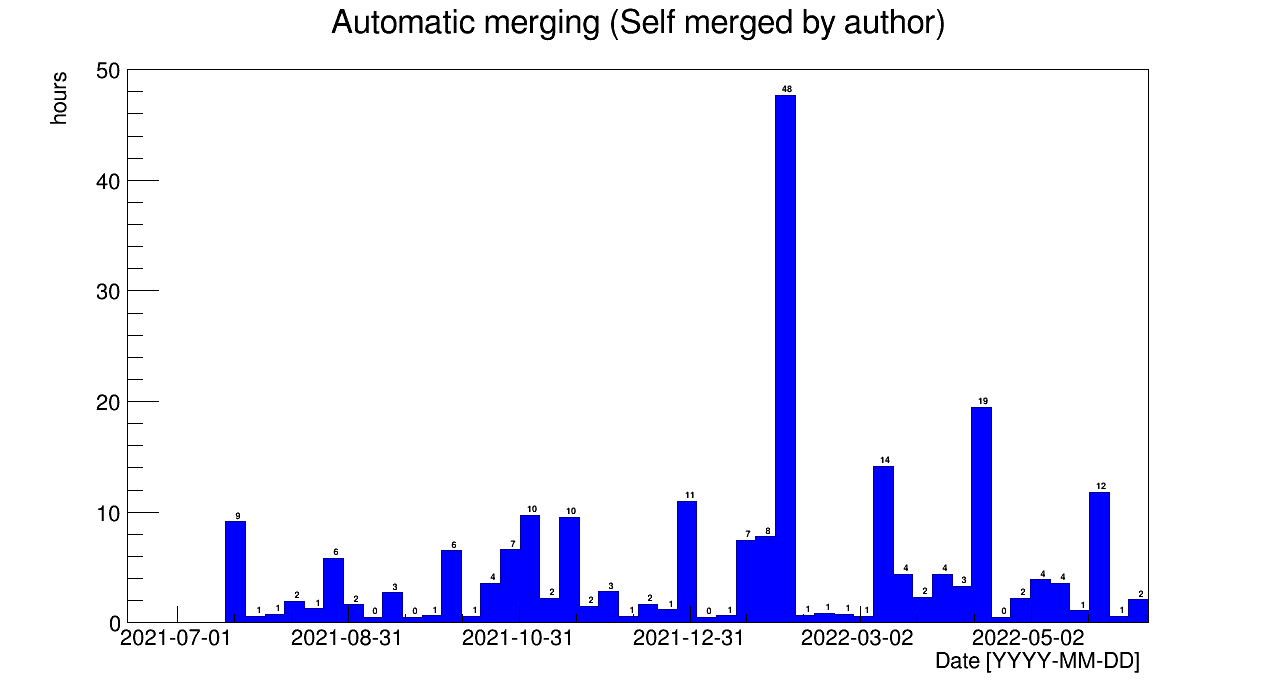 Automatic merging (Self merged by author)
hours
50
40
30
20
10
0
9 1 1 2 1 6 2 0 3 0 1 6 1 4 7 10 2 10 2 3 1 2 1 11 0 1 7 8 48 1 1 1 1 14 4 2 4 3 19 0 2 4 4 1 12 1 2
2021-07-01 2021-08-31 2021-10-31 2021-12-31 2022-03-02 2022-05-02
Date [YYYY-MM-DD]